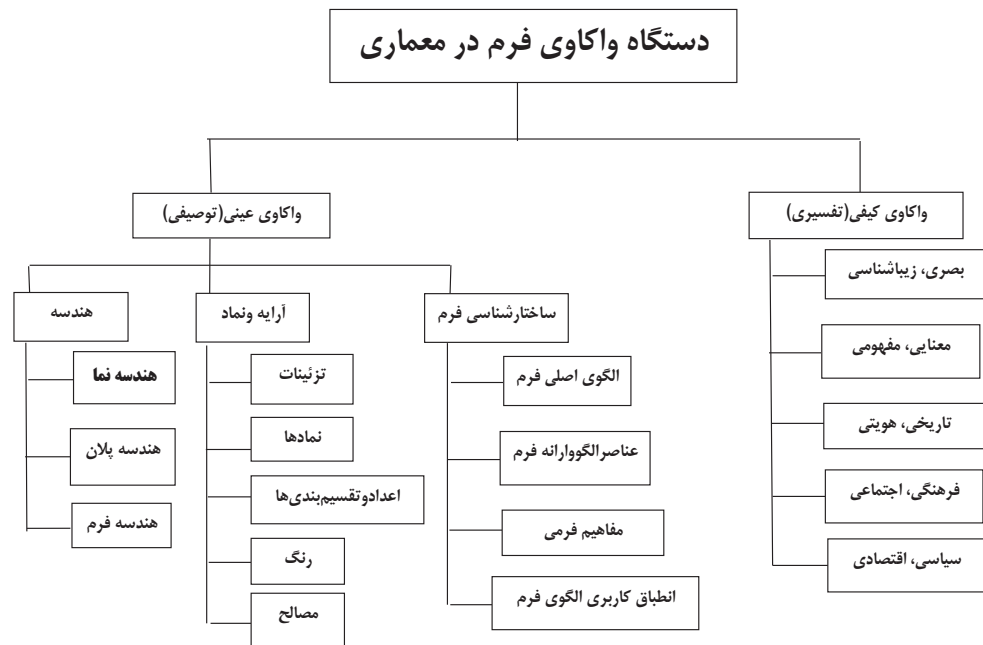 دستگاه واکاوی فرم در معماری
واکاوی کیفی(تفسیری)
بصری، زیباشناسی
معنایی، مفهومی
تاریخی، هویتی
فرهنگی، اجتماعی
سیاسی، اقتصادی
واکاوی عینی(توصیفی)
ساختارشناسی فرم
الگوی اصلی فرم
عناصرالگووارانه فرم
مفاهیم فرمی
انطباق کاربری الگوی فرم
آرایه ونماد
تزئینات
نمادها
اعدادوتقسیم‌بندی‌ها
رنگ
مصالح
هندسه
هندسه نما
هندسه پلان
هندسه فرم